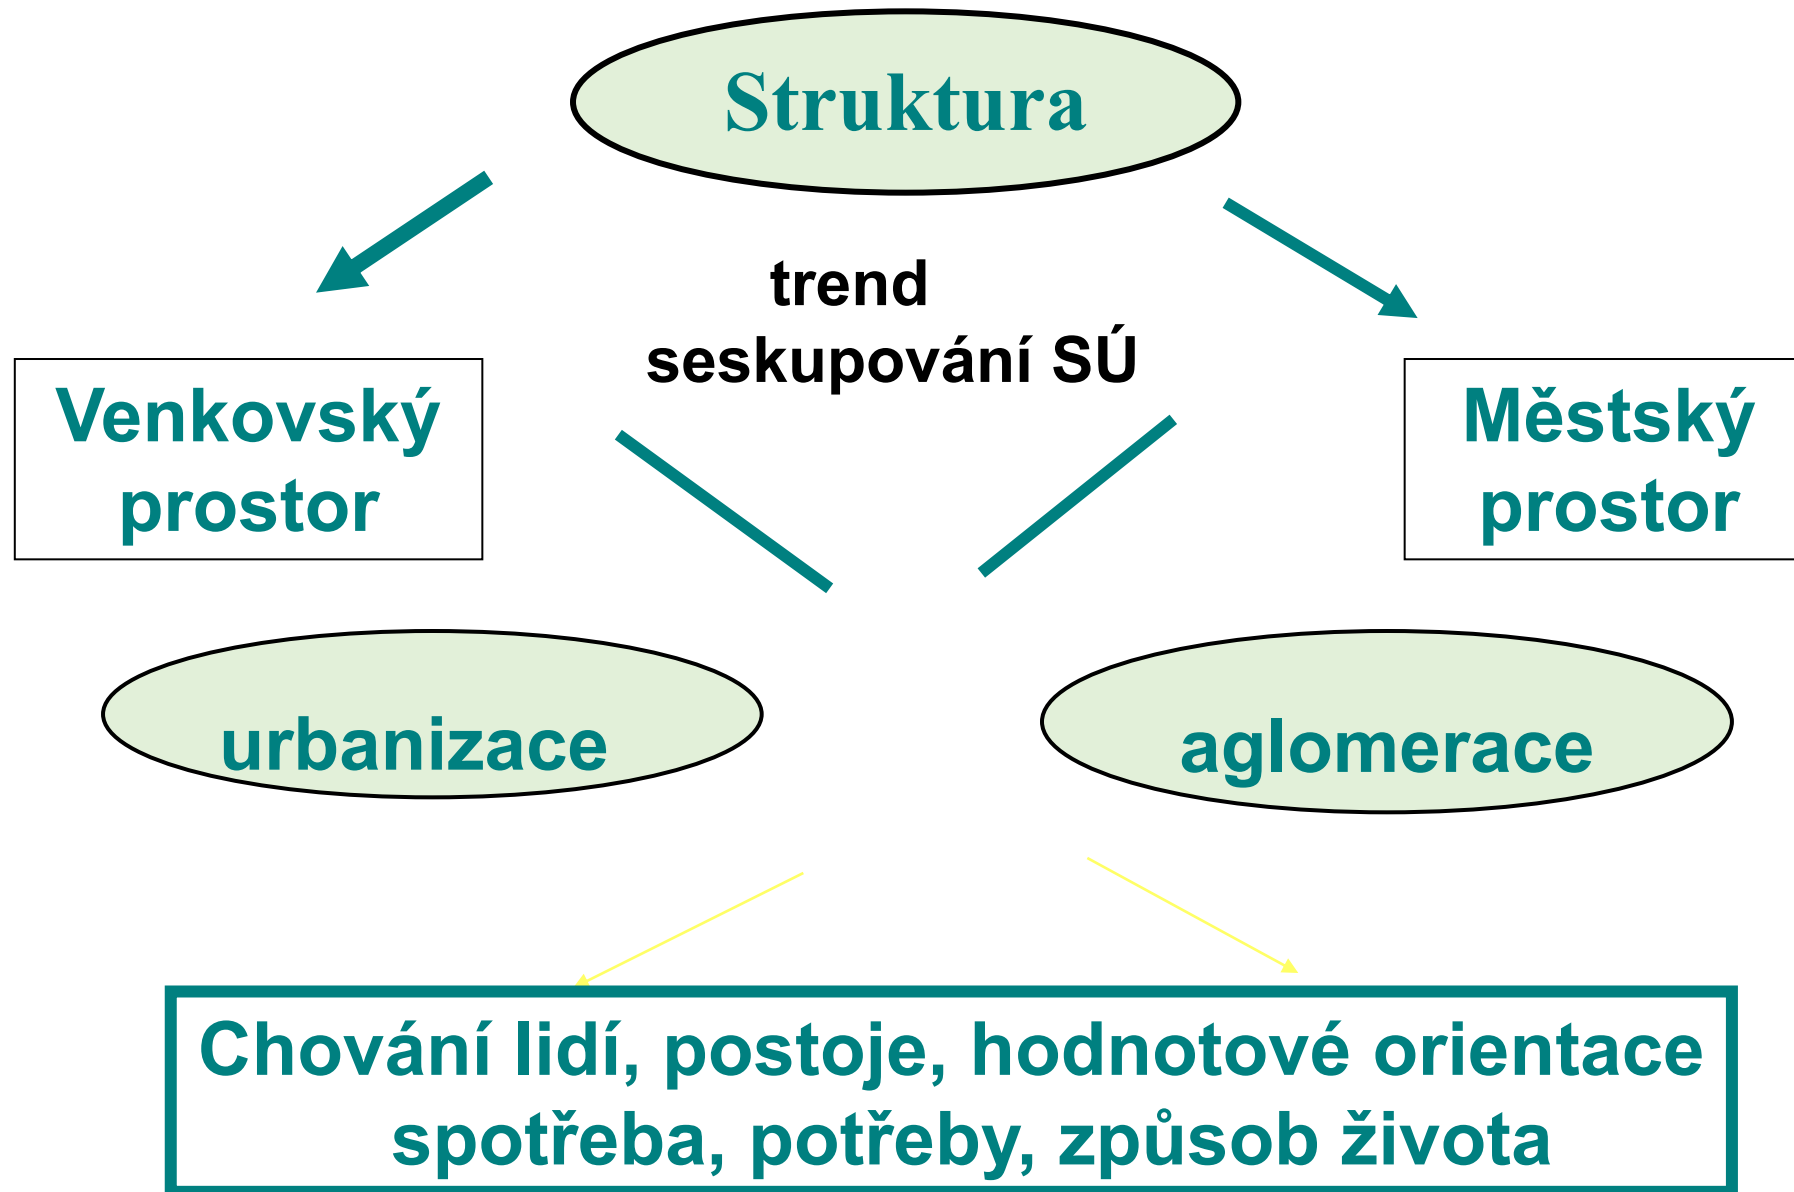 Struktura
trend
seskupování SÚ
Venkovský
prostor
Městský
prostor
urbanizace
aglomerace
Chování lidí, postoje, hodnotové orientace
spotřeba, potřeby, způsob života